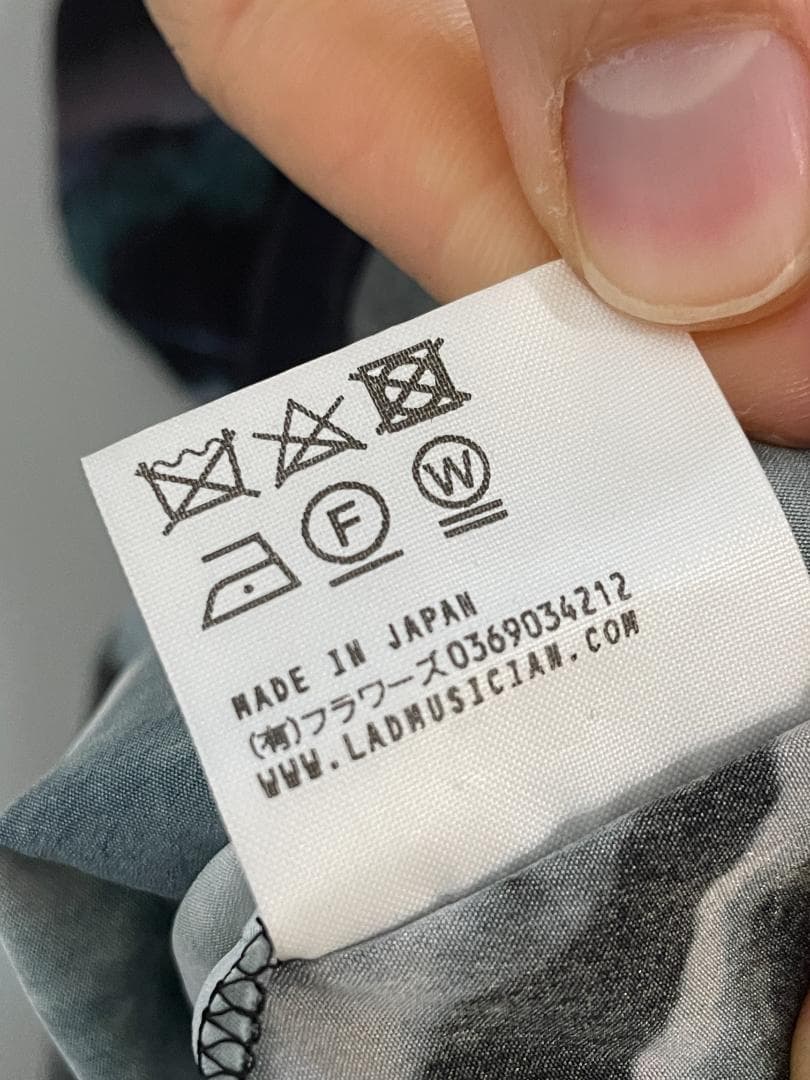 F W
MADE IN JAPAN
(有)フラワーズ0369034212
WWW.LADMUSICIAN.COM